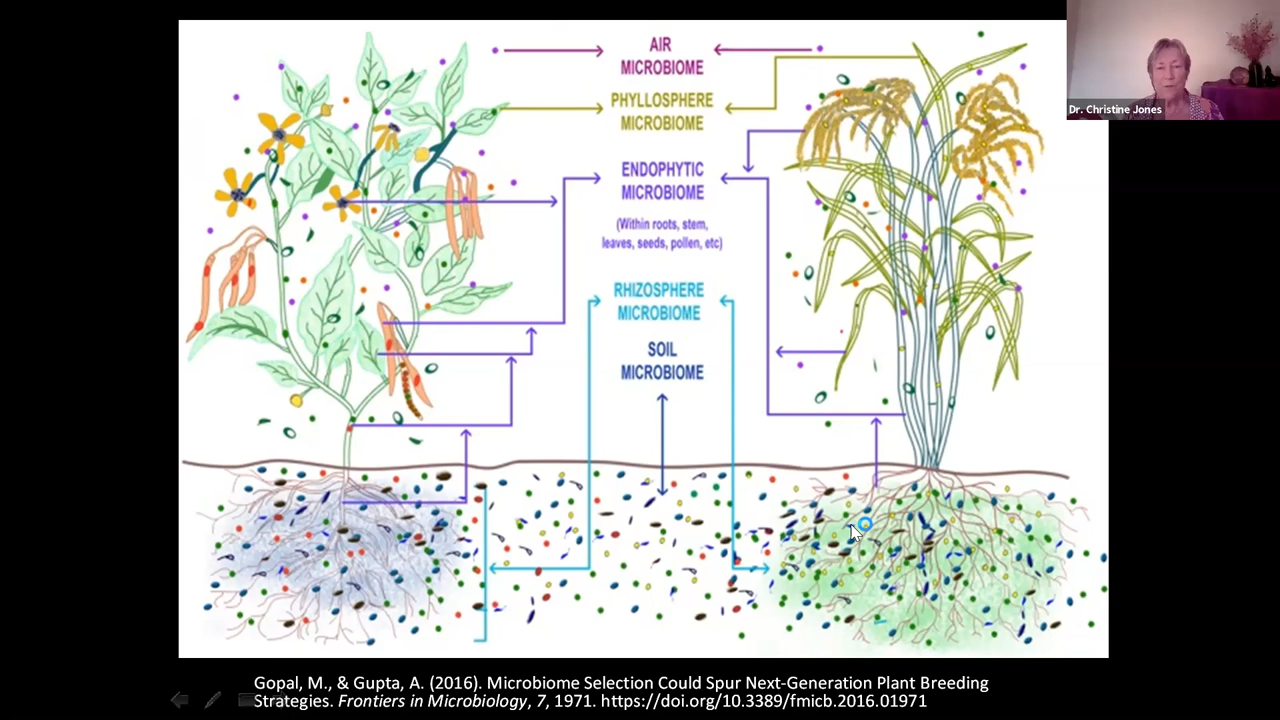 AIR
MICROBIOME
PHYLLOSPHERE
MICROBIOME
ENDOPHYTIC
MICROBIOME
(Within roots, stem,
leaves, seeds, pollen, etc)
RHIZOSPHERE
MICROBIOME
SOIL
MICROBIOME
Dr. Christine Jones
Gopal, M., & Gupta, A. (2016). Microbiome Selection Could Spur Next-Generation Plant Breeding
Strategies. Frontiers in Microbiology, 7, 1971. https://doi.org/10.3389/fmicb.2016.01971